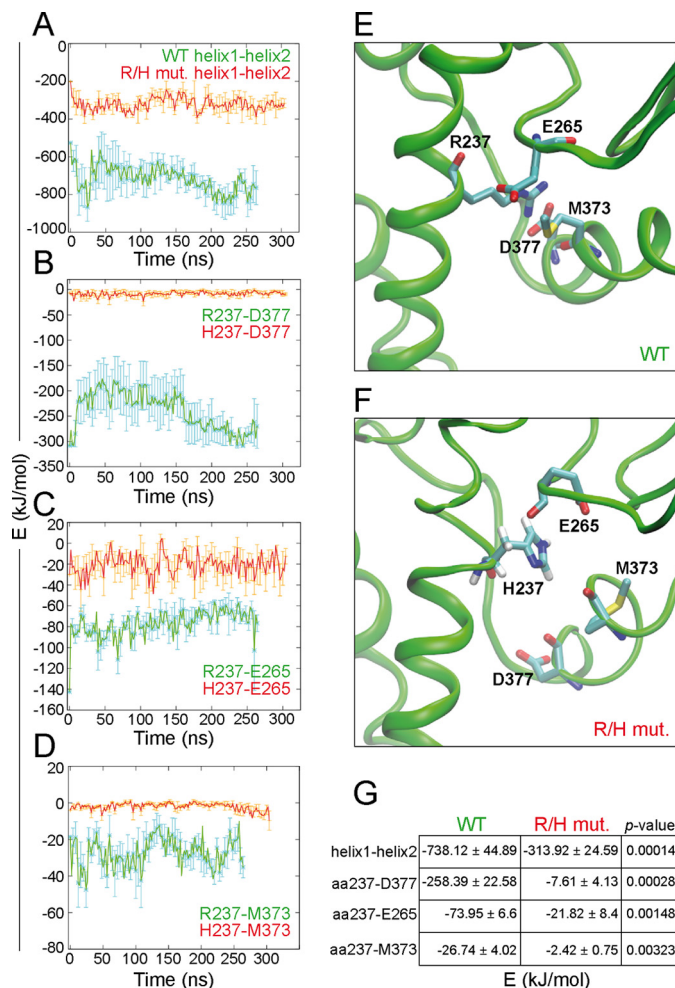 A
0
-200
-400
-600
-800
-1000
WT helix1-helix2
R/H mut. helix1-helix2
0 50 100 150 200 250 300
Time (ns)
B
0
-50
-100
-150
-200
-250
-300
-350
R237-D377
H237-D377
0 50 100 150 200 250 300
Time (ns)
E (kJ/mol)
C
20
0
-20
-40
-60
-80
-100
-120
-140
-160
R237-E265
H237-E265
0 50 100 150 200 250 300
Time (ns)
D
20
0
-20
-40
-60
80
R237-M373
H237-M373
0 50 100 150 200 250 300
Time (ns)
E
R237
E265
M373
D377
WT
F
E265
H237
M373
D377
R/H mut.
G
WT R/H mut. p-value
helix1-helix2 -738.12 ± 44.89 -313.92 ± 24.59 0.00014
aa237-D377 -258.39 ± 22.58 -7.61 ± 4.13 0.00028
aa237-E265 -73.95 ± 6.6 -21.82 ± 8.4 0.00148
aa237-M373 -26.74 ± 4.02 -2.42 ± 0.75 0.00323
E (kJ/mol)